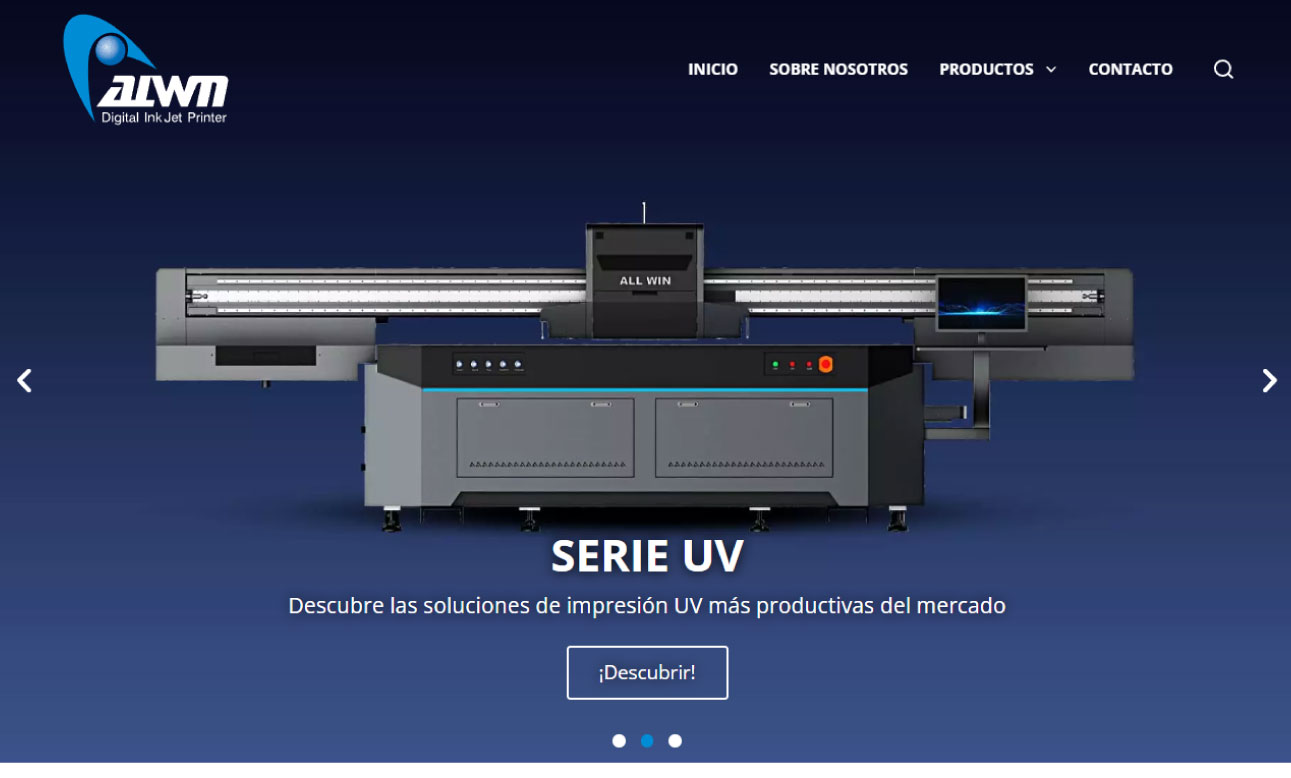 ALWN
Digital InkJet Printer
INICIO SOBRE NOSOTROS PRODUCTOS CONTACTO
ALL WIN
SERIE UV
Descubre las soluciones de impresión UV más productivas del mercado
¡Descubrir!